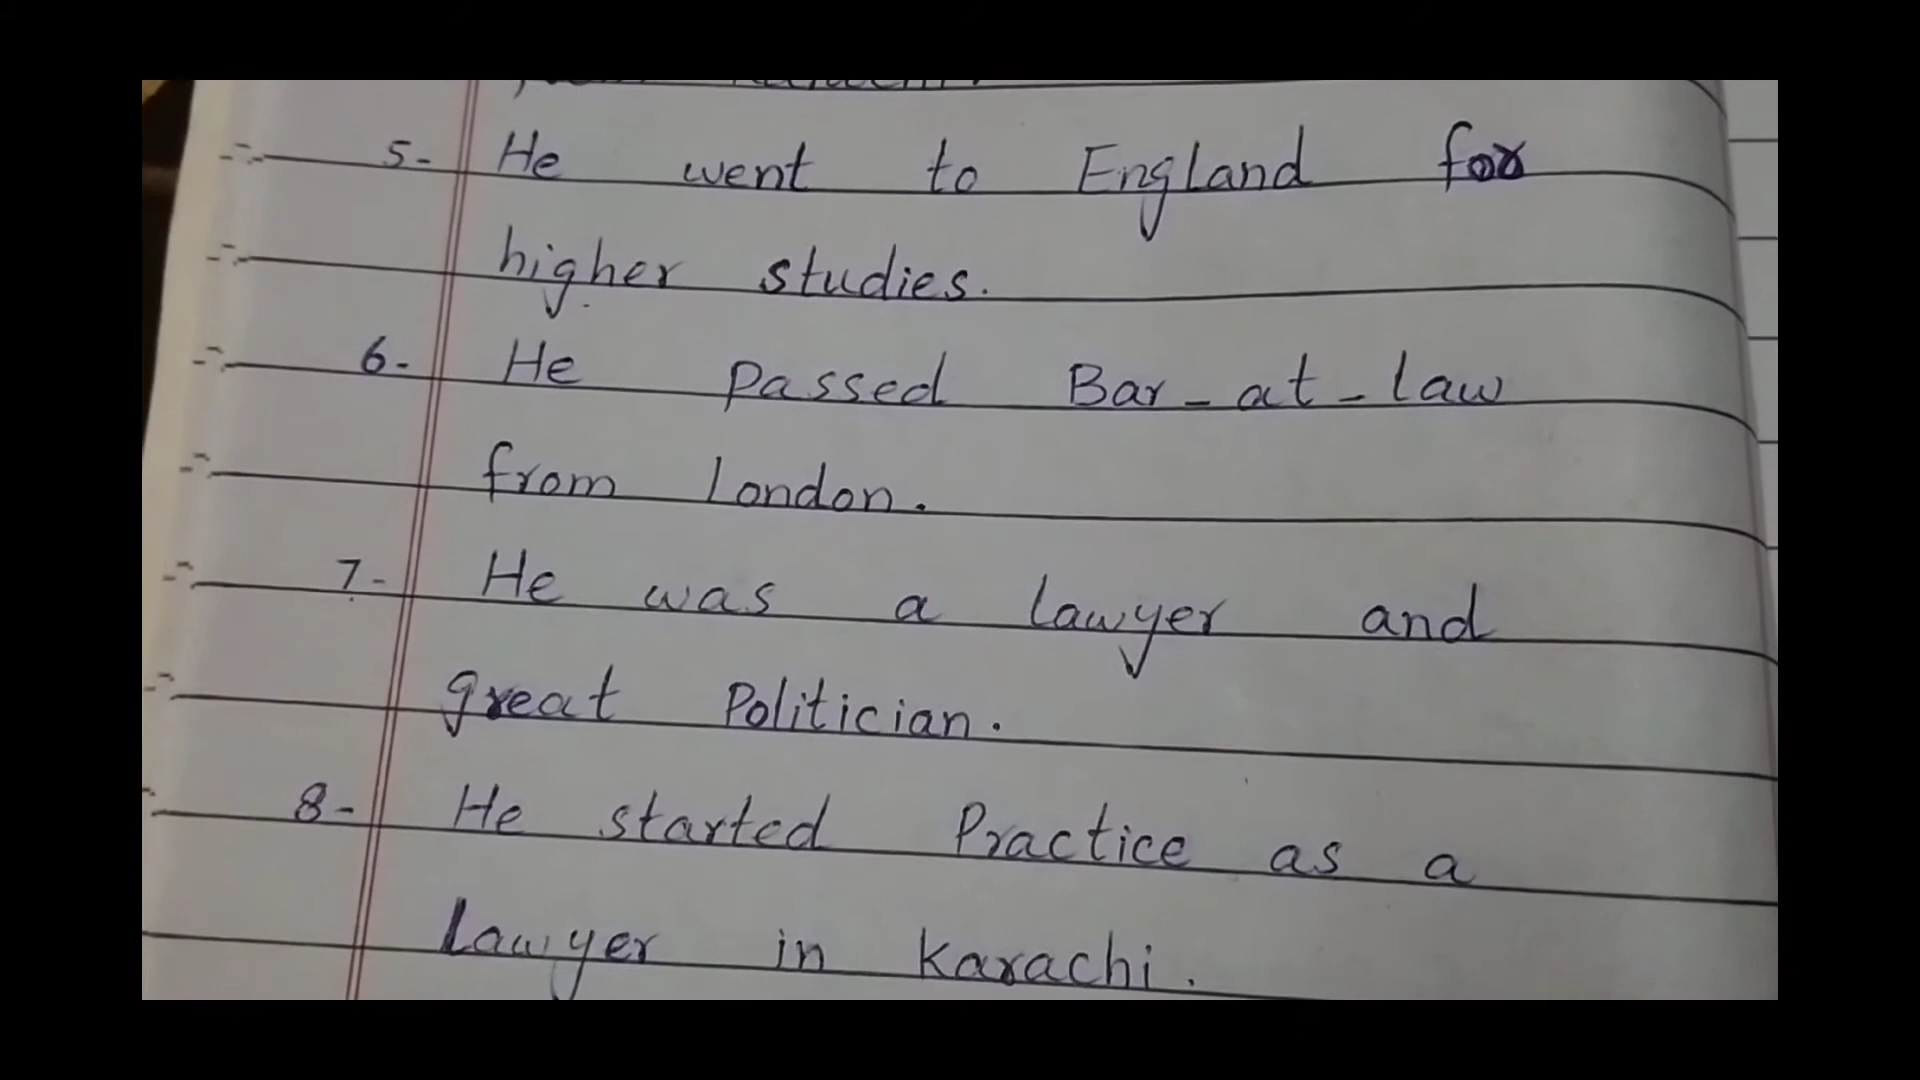 5- He went to England for
higher studies.
6- He Passed Bar-at-law
from London.
7- He was a lawyer and
great Politician.
8- He started Practice as a
Lawyer in Karachi.